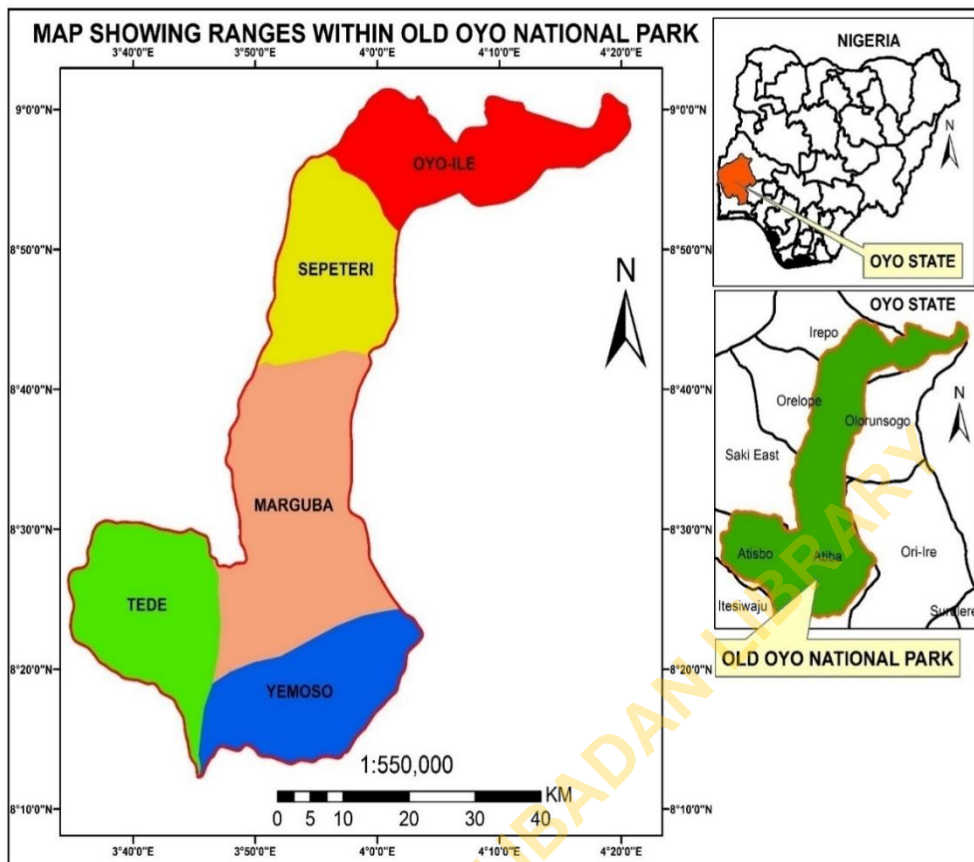 MAP SHOWING RANGES WITHIN OLD OYO NATIONAL PARK
3°40'0"E 3°50'0"E 4°0'0"E 4°10'0"E 4°20'0"E
9°0'0"N 9°0'0"N
OYO-ILE
8°50'0"N 8°50'0"N
SEPETERI
N
8°40'0"N 8°40'0"N
MARGUBA
8°30'0"N 8°30'0"N
TEDE
8°20'0"N 8°20'0"N
YEMOSO
1:550,000
KM
8°10'0"N 8°10'0"N
0 5 10 20 30 40
3°40'0"E 3°50'0"E 4°0'0"E 4°10'0"E 4°20'0"E
NIGERIA
N
OYO STATE
OYO STATE
Irepo
Orelope
N
Olorunsogo
Saki East
Atisbo Atiba Ori-Ire
Itesiwaju Surulere
OLD OYO NATIONAL PARK
IBADAN LIBRARY